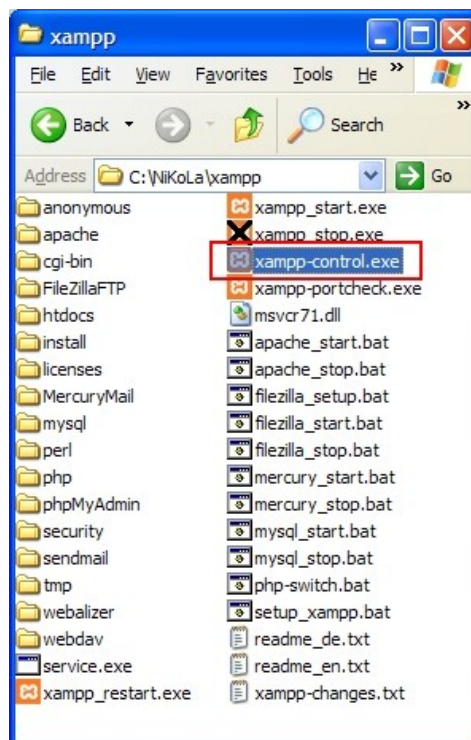 xampp
File Edit View Favorites Tools He »
Back Search »
Address C:\NiKoLa\xampp Go
anonymous
apache
cgi-bin
FileZillaFTP
htdocs
install
licenses
MercuryMail
mysql
perl
php
phpMyAdmin
security
sendmail
tmp
webalizer
webdav
service.exe
xampp_restart.exe
xampp_start.exe
xampp_stop.exe
xampp-control.exe
xampp-portcheck.exe
msvcr71.dll
apache_start.bat
apache_stop.bat
filezilla_setup.bat
filezilla_start.bat
filezilla_stop.bat
mercury_start.bat
mercury_stop.bat
mysql_start.bat
mysql_stop.bat
php-switch.bat
setup_xampp.bat
readme_de.txt
readme_en.txt
xampp-changes.txt